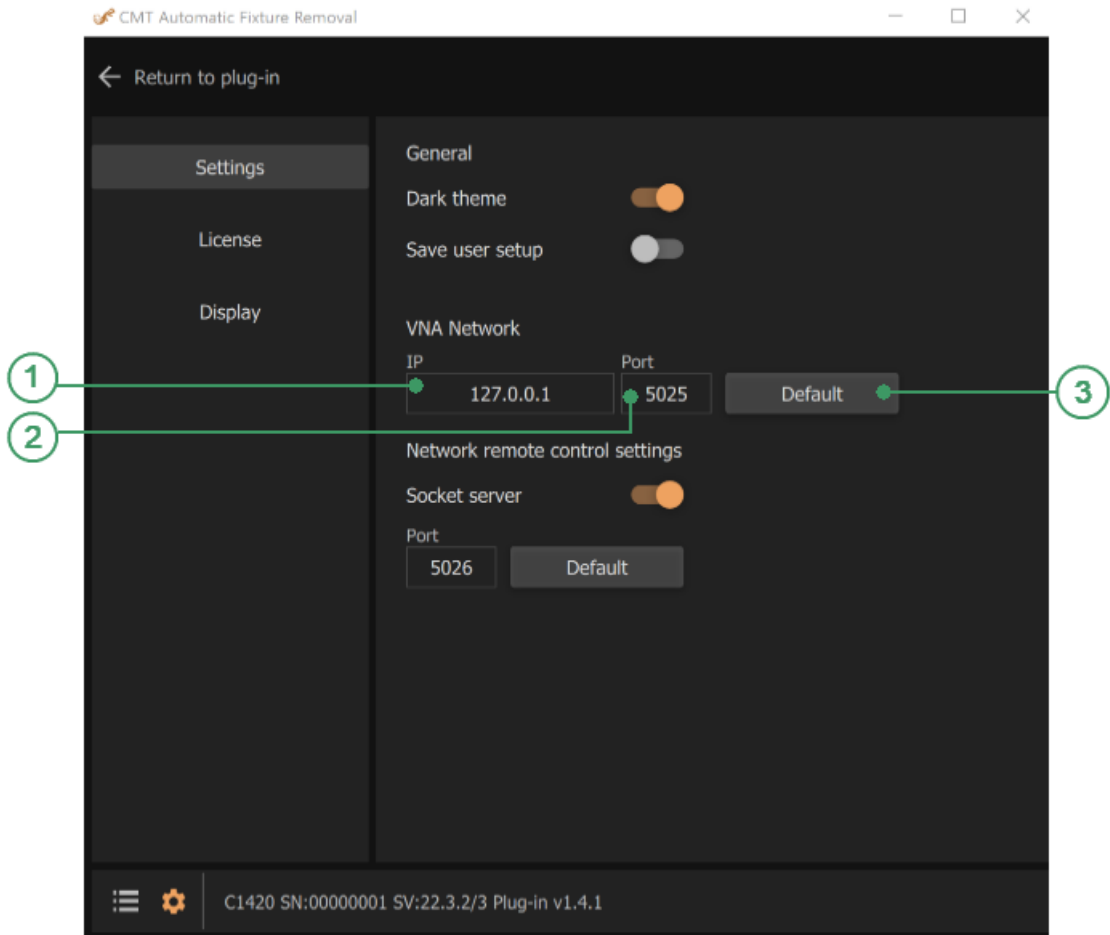 CMT Automatic Fixture Removal
Return to plug-in
Settings
License
Display
General
Dark theme
Save user setup
VNA Network
IP
Port
127.0.0.1
5025
Default
1
2
3
Network remote control settings
Socket server
Port
5026
Default
C1420 SN:00000001 SV:22.3.2/3 Plug-in v1.4.1